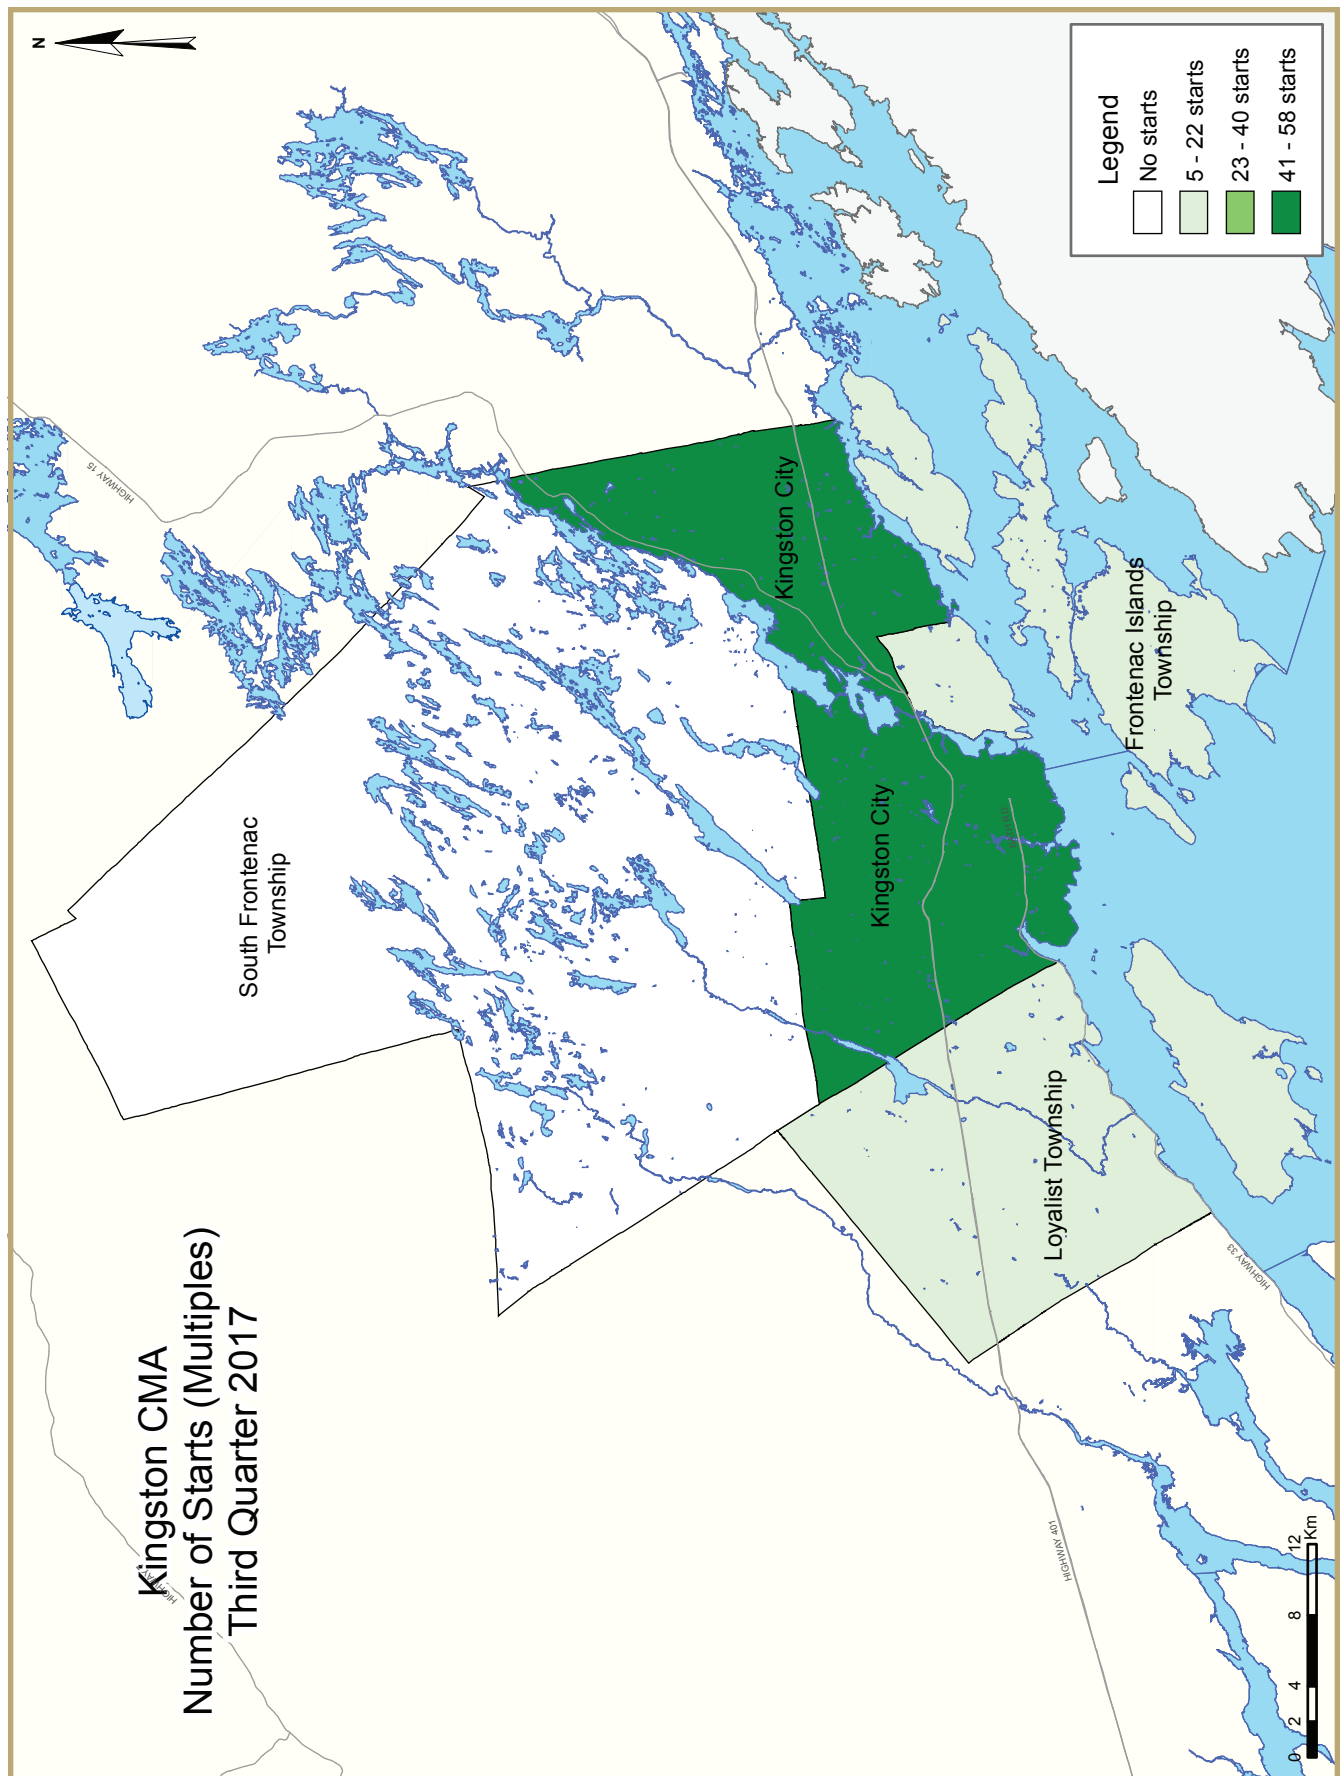 Kingston CMA
Number of Starts (Multiples)
Third Quarter 2017
N
HIGHWAY
HIGHWAY 15
South Frontenac
Township
Kingston City
Kingston City
Loyalist Township
Frontenac Islands
Township
HIGHWAY 401
HIGHWAY 33
Legend
No starts
5 - 22 starts
23 - 40 starts
41 - 58 starts
0 2 4 8 12
Km